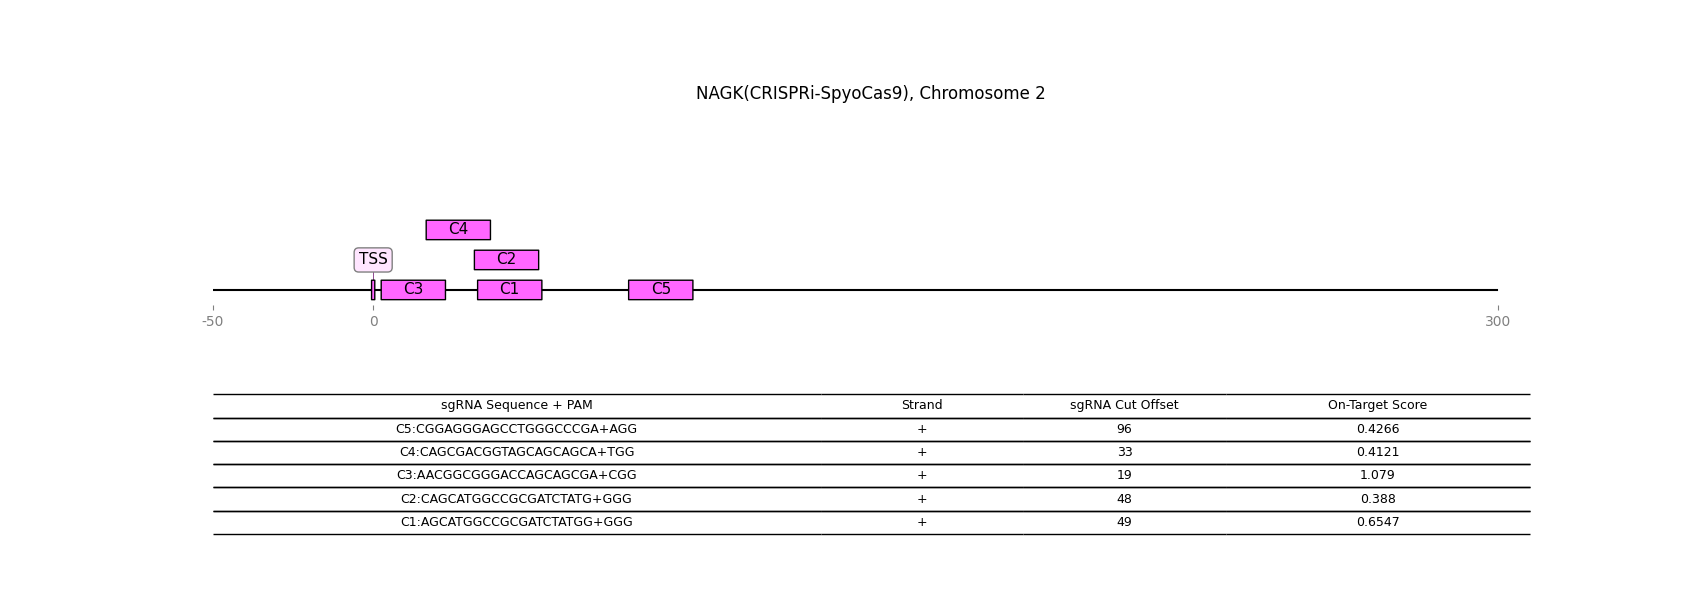 NAGK(CRISPRi-SpyoCas9), Chromosome 2
C4
TSS C2
C3 C1 C5
-50 0 300
sgRNA Sequence + PAM Strand sgRNA Cut Offset On-Target Score
C5:CGGAGGGAGCCTGGGCCCGA+AGG + 96 0.4266
C4:CAGCGACGGTAGCAGCAGCA+TGG + 33 0.4121
C3:AACGGCGGGACCAGCAGCGA+CGG + 19 1.079
C2:CAGCATGGCCGCGATCTATG+GGG + 48 0.388
C1:AGCATGGCCGCGATCTATGG+GGG + 49 0.6547